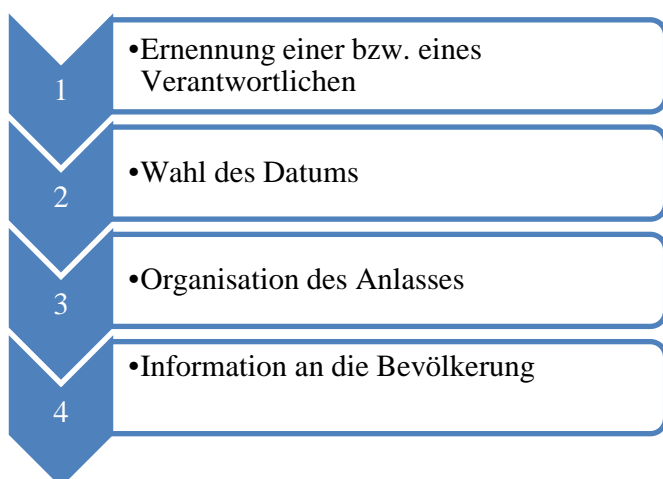 1
•Ernennung einer bzw. eines
Verantwortlichen
2
•Wahl des Datums
3
•Organisation des Anlasses
4
•Information an die Bevölkerung